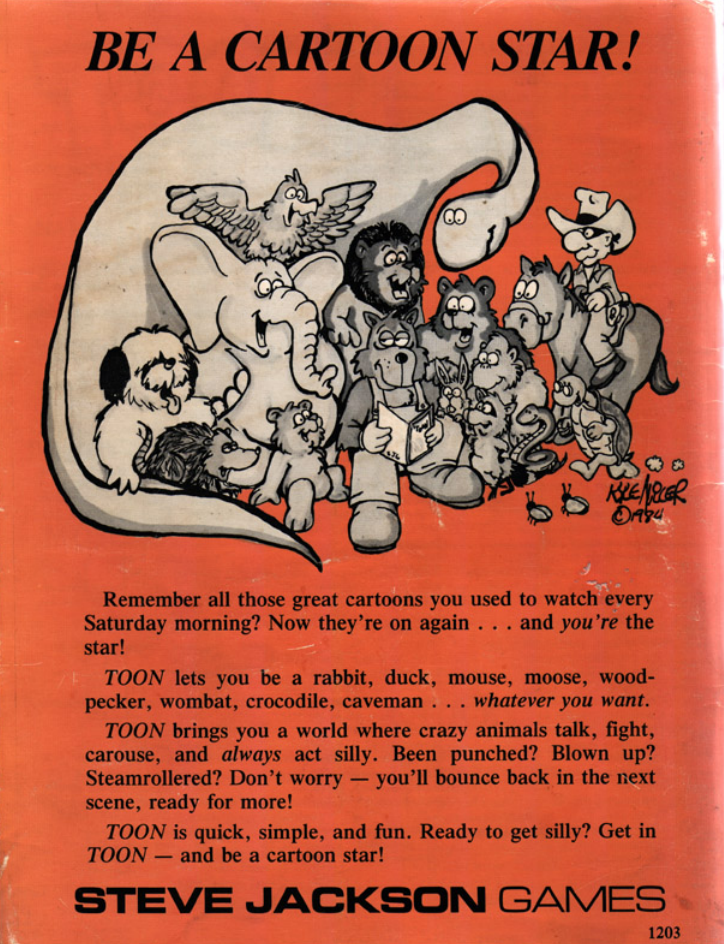 BE A CARTOON STAR!
KYLE MILLER
©1984
Remember all those great cartoons you used to watch every
Saturday morning? Now they're on again . . . and you're the
star!
TOON lets you be a rabbit, duck, mouse, moose, wood-
pecker, wombat, crocodile, caveman . . . whatever you want.
TOON brings you a world where crazy animals talk, fight,
carouse, and always act silly. Been punched? Blown up?
Steamrollered? Don't worry — you'll bounce back in the next
scene, ready for more!
TOON is quick, simple, and fun. Ready to get silly? Get in
TOON — and be a cartoon star!
STEVE JACKSON GAMES
1203